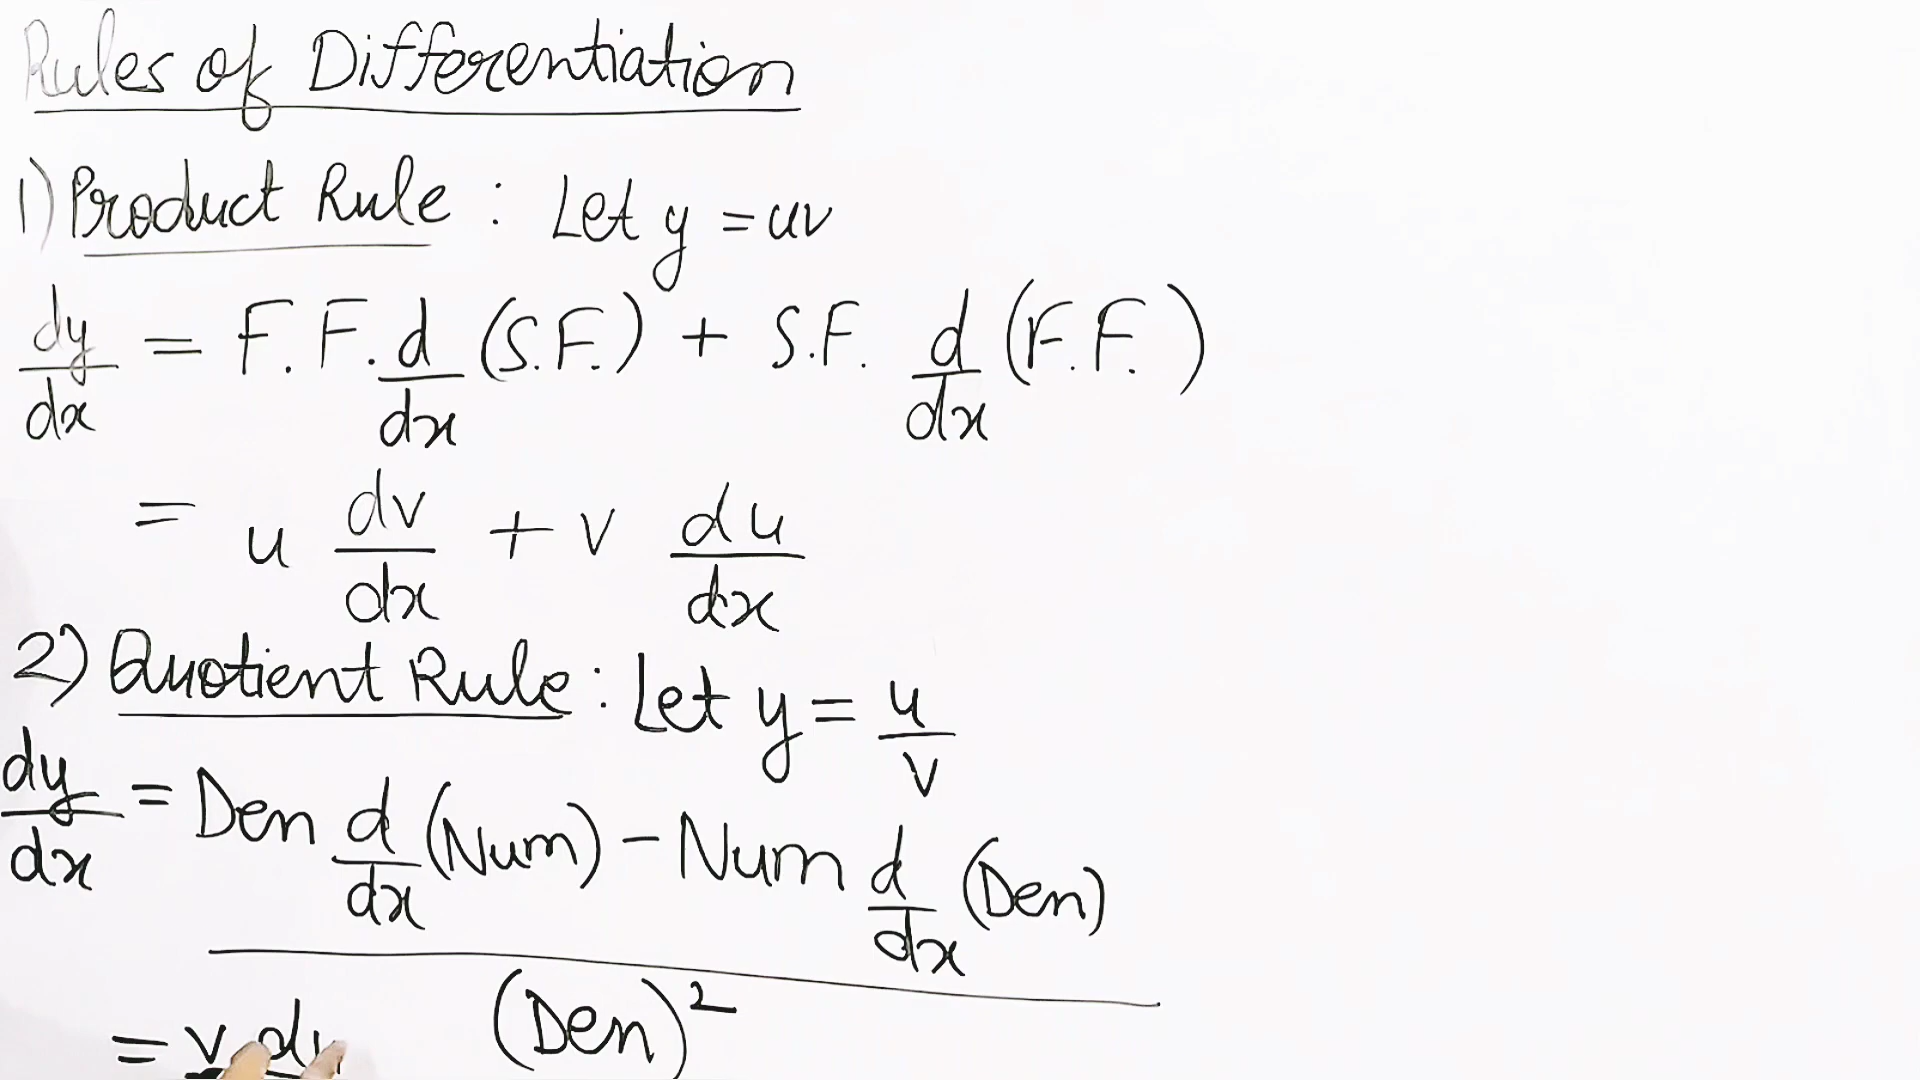 Rules of Differentiation
1) Product Rule : Let y = uv
dy/dx = F.F. d/dx (S.F.) + S.F. d/dx (F.F.)
= u dv/dx + v du/dx
2) Quotient Rule : Let y = u/v
dy/dx = Den d/dx (Num) - Num d/dx (Den)
(Den)²
= v